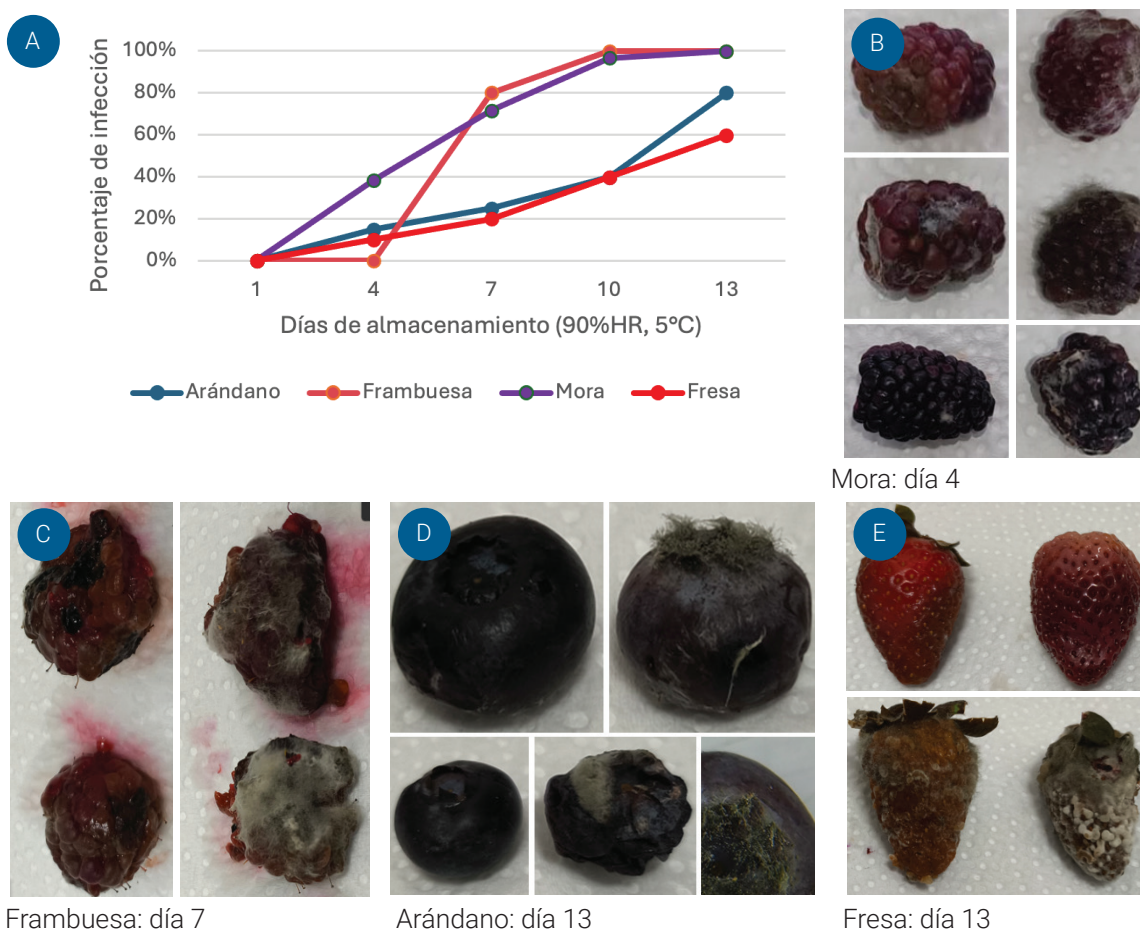 A
100%
80%
60%
40%
20%
0%
Porcentaje de infección
1 4 7 10 13
Días de almacenamiento (90%HR, 5ºC)
Arándano Frambuesa Mora Fresa
B
Mora: día 4
C
Frambuesa: día 7
D
Arándano: día 13
E
Fresa: día 13